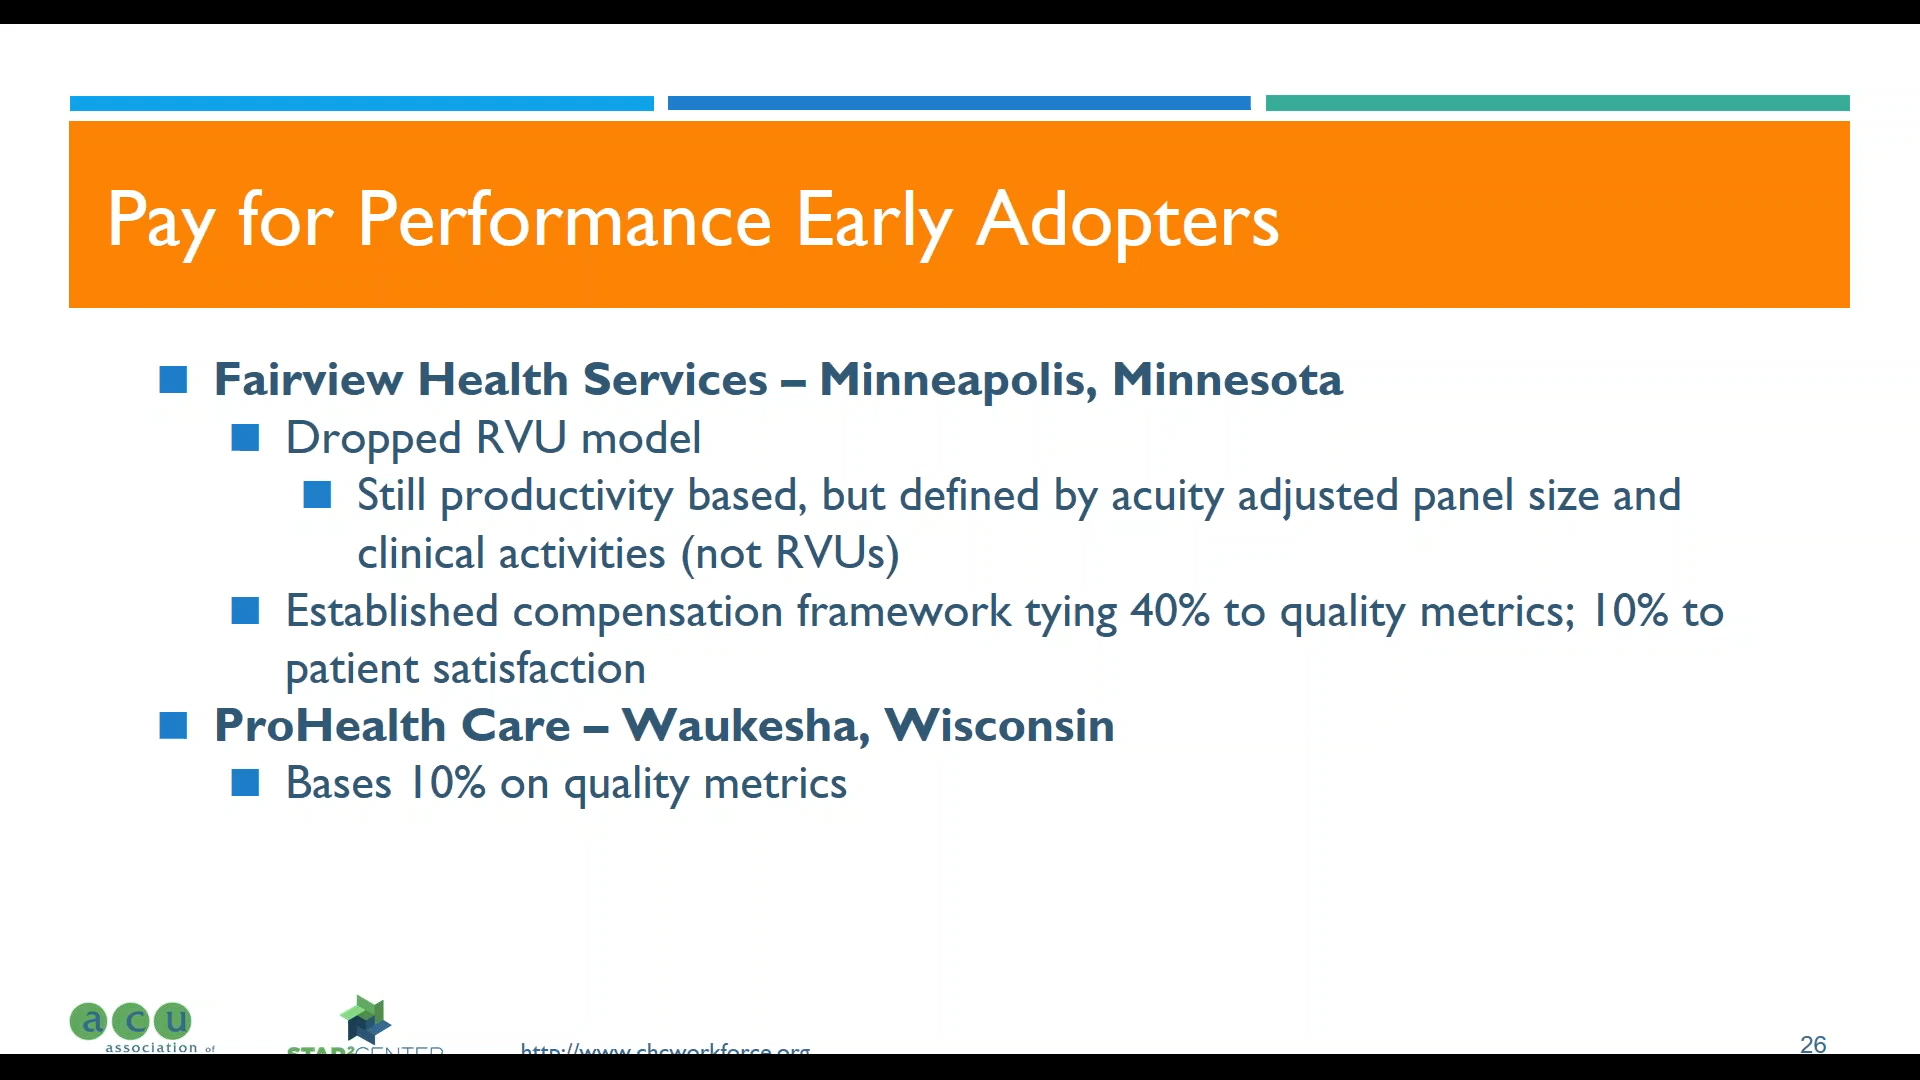 Pay for Performance Early Adopters
Fairview Health Services – Minneapolis, Minnesota
Dropped RVU model
Still productivity based, but defined by acuity adjusted panel size and
clinical activities (not RVUs)
Established compensation framework tying 40% to quality metrics; 10% to
patient satisfaction
ProHealth Care – Waukesha, Wisconsin
Bases 10% on quality metrics
acu
association of
STAR²CENTER
http://www.chcworkforce.org
26